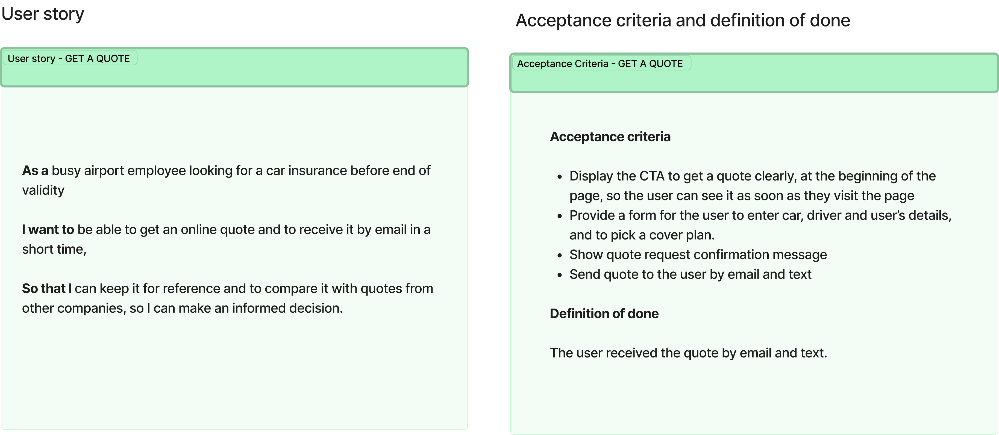 User story
User story - GET A QUOTE
As a busy airport employee looking for a car insurance before end of
validity
I want to be able to get an online quote and to receive it by email in a
short time,
So that I can keep it for reference and to compare it with quotes from
other companies, so I can make an informed decision.
Acceptance criteria and definition of done
Acceptance Criteria - GET A QUOTE
Acceptance criteria
• Display the CTA to get a quote clearly, at the beginning of the
page, so the user can see it as soon as they visit the page
• Provide a form for the user to enter car, driver and user’s details,
and to pick a cover plan.
• Show quote request confirmation message
• Send quote to the user by email and text
Definition of done
The user received the quote by email and text.